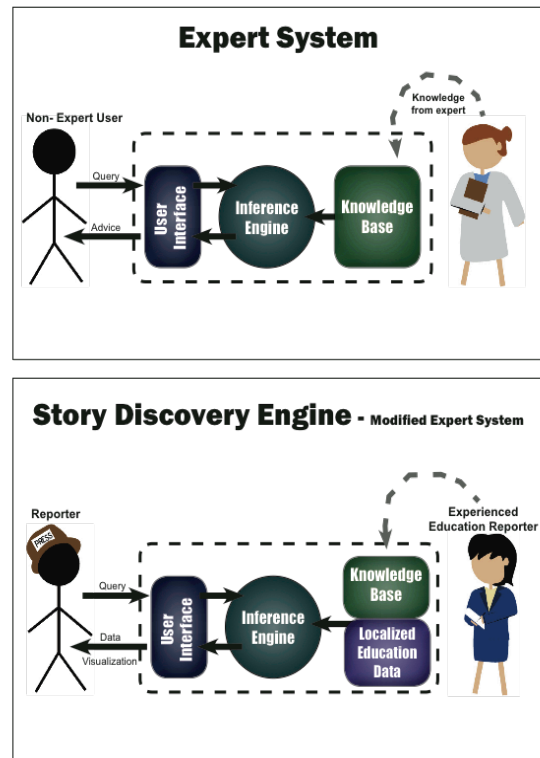 Expert System
Knowledge
from expert
Non- Expert User
Query
Advice
User
Interface
Inference
Engine
Knowledge
Base
Story Discovery Engine - Modified Expert System
Reporter
PRESS
Experienced
Education Reporter
Query
Data
Visualization
User
Interface
Inference
Engine
Knowledge
Base
Localized
Education
Data